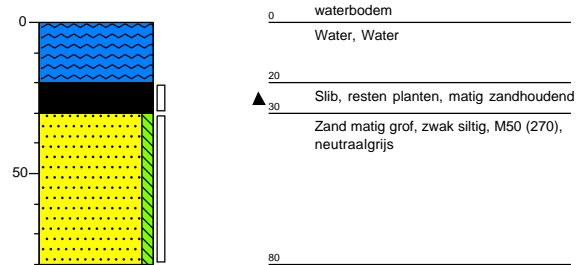 0
50
0
waterbodem
Water, Water
20
Slib, resten planten, matig zandhoudend
30
Zand matig grof, zwak siltig, M50 (270),
neutraalgrijs
80